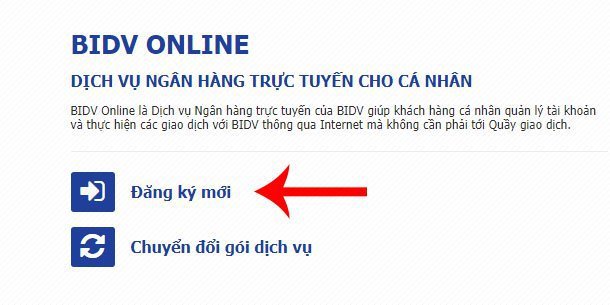 BIDV ONLINE
DỊCH VỤ NGÂN HÀNG TRỰC TUYẾN CHO CÁ NHÂN
BIDV Online là Dịch vụ Ngân hàng trực tuyến của BIDV giúp khách hàng cá nhân quản lý tài khoản
và thực hiện các giao dịch với BIDV thông qua Internet mà không cần phải tới Quầy giao dịch.
Đăng ký mới
Chuyển đổi gói dịch vụ